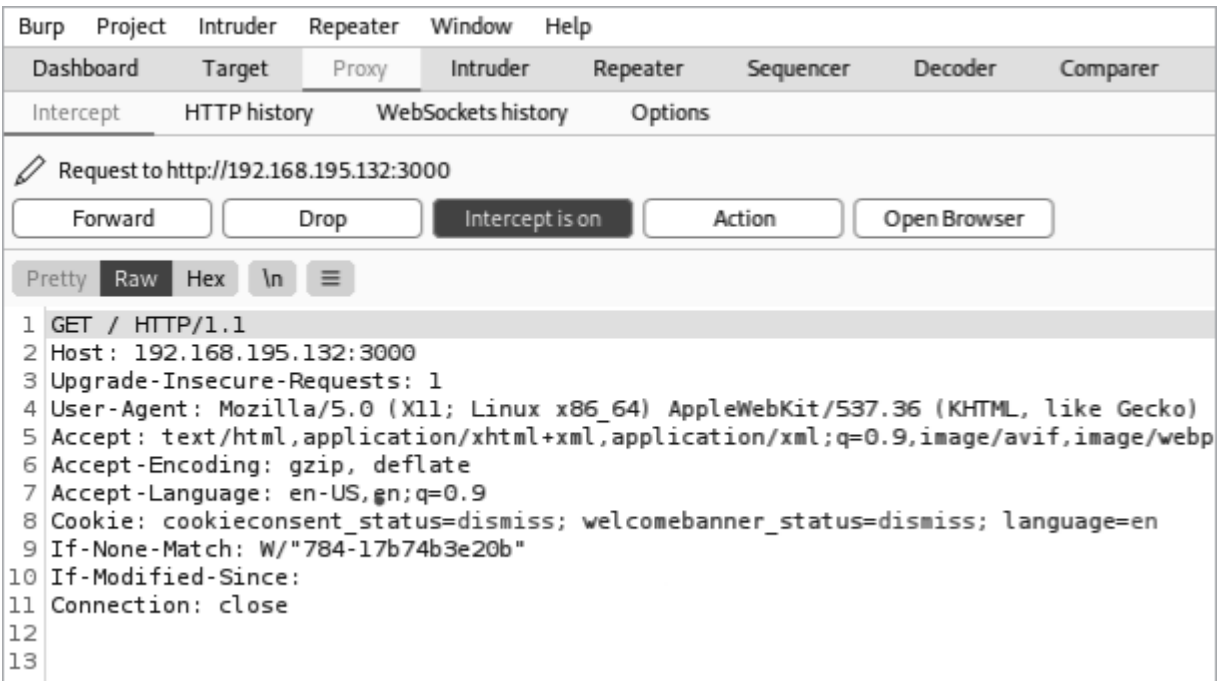 Burp Project Intruder Repeater Window Help
Dashboard Target Proxy Intruder Repeater Sequencer Decoder Comparer
Intercept HTTP history WebSockets history Options
Request to http://192.168.195.132:3000
Forward Drop Intercept is on Action Open Browser
Pretty Raw Hex \n ≡
1 GET / HTTP/1.1
2 Host: 192.168.195.132:3000
3 Upgrade-Insecure-Requests: 1
4 User-Agent: Mozilla/5.0 (X11; Linux x86_64) AppleWebKit/537.36 (KHTML, like Gecko)
5 Accept: text/html,application/xhtml+xml,application/xml;q=0.9,image/avif,image/webp
6 Accept-Encoding: gzip, deflate
7 Accept-Language: en-US,en;q=0.9
8 Cookie: cookieconsent_status=dismiss; welcomebanner_status=dismiss; language=en
9 If-None-Match: W/"784-17b74b3e20b"
10 If-Modified-Since:
11 Connection: close
12
13